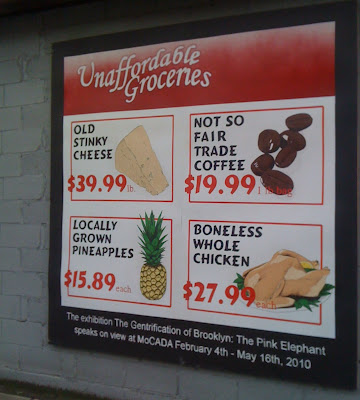 Unaffordable
Groceries
OLD
STINKY
CHEESE
$39.99 lb.
NOT SO
FAIR
TRADE
COFFEE
$19.99
LOCALLY
GROWN
PINEAPPLES
$15.89 each
BONELESS
WHOLE
CHICKEN
$27.99 each
The exhibition The Gentrification of Brooklyn: The Pink Elephant
speaks on view at MoCADA February 4th - May 16th, 2010